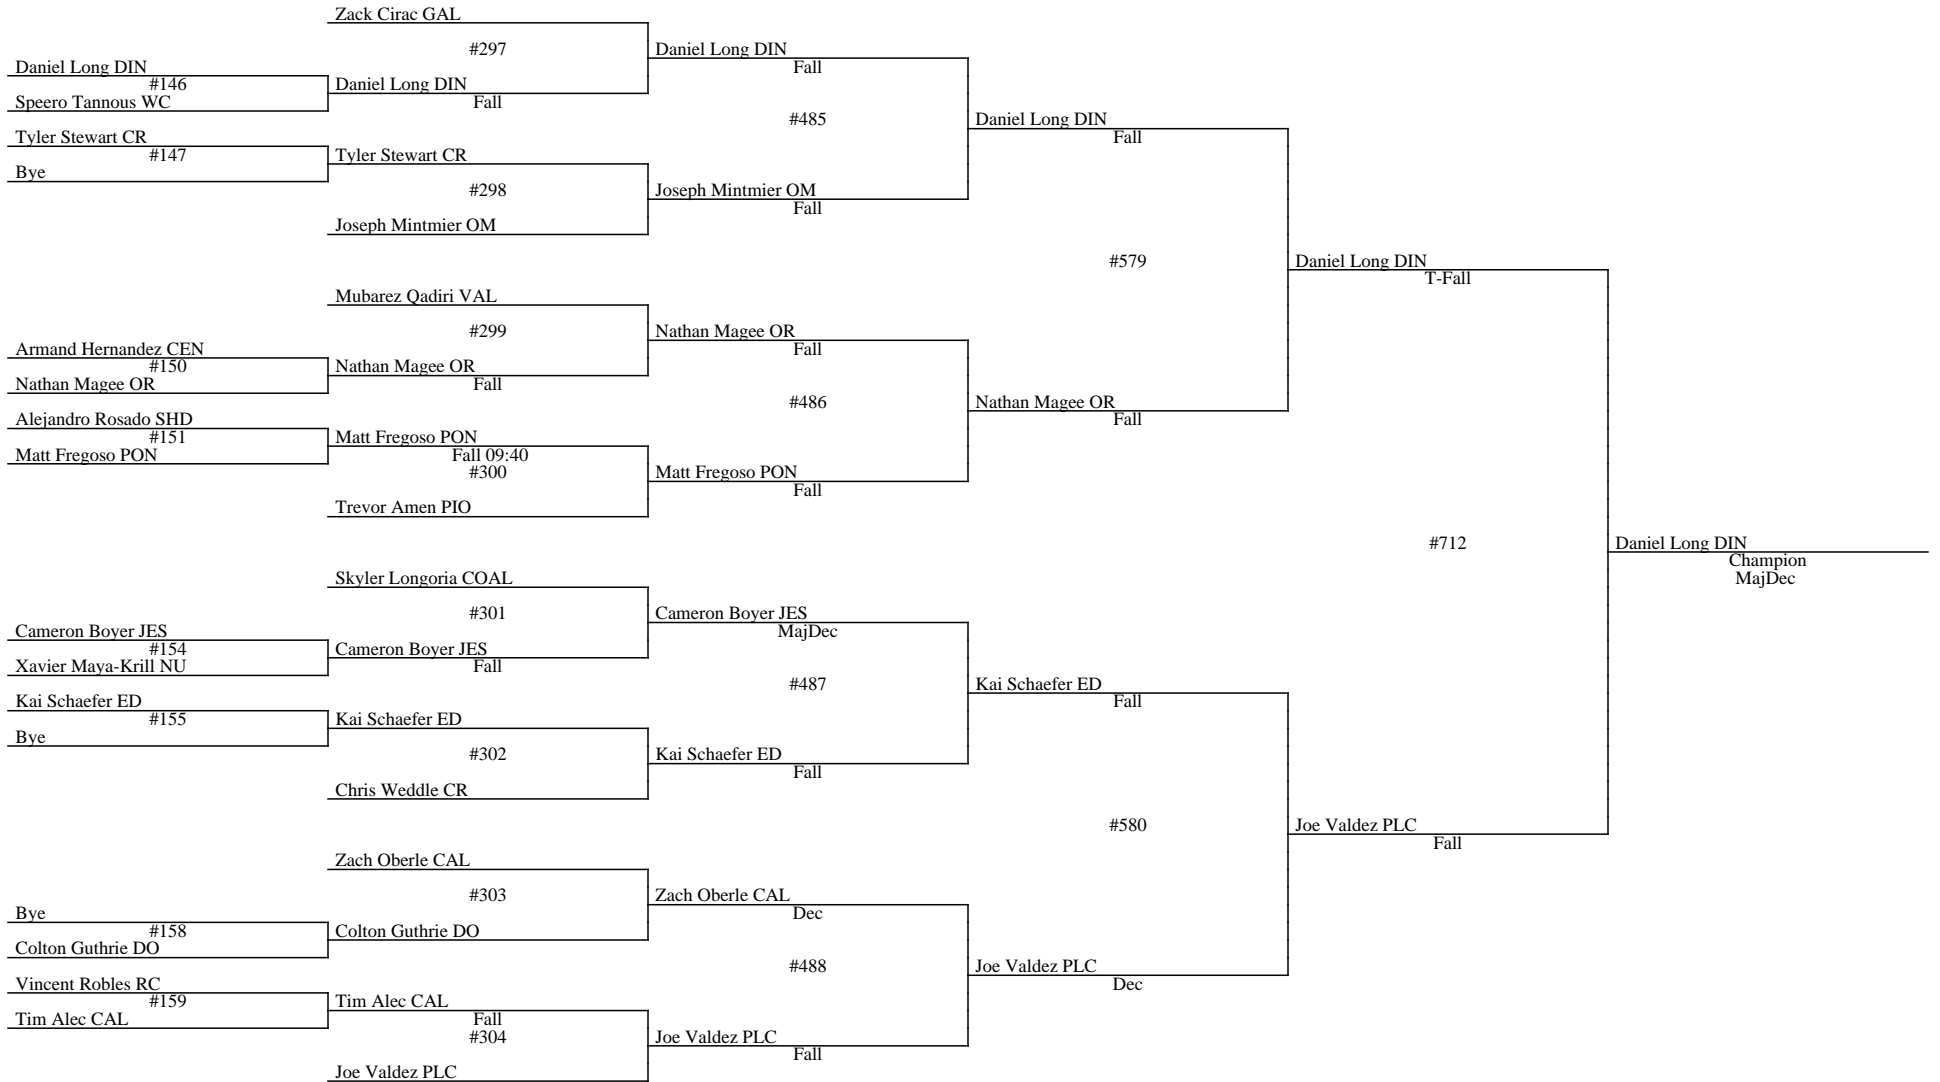 Zack Cirac GAL
#297
Daniel Long DIN
Fall
Daniel Long DIN
#146
Speero Tannous WC
Daniel Long DIN
Fall
#485
Daniel Long DIN
Fall
Tyler Stewart CR
#147
Bye
Tyler Stewart CR
#298
Joseph Mintmier OM
Fall
Joseph Mintmier OM
#579
Daniel Long DIN
T-Fall
Mubarez Qadiri VAL
#299
Nathan Magee OR
Fall
Armand Hernandez CEN
#150
Nathan Magee OR
Nathan Magee OR
Fall
#486
Nathan Magee OR
Fall
Alejandro Rosado SHD
#151
Matt Fregoso PON
Matt Fregoso PON
Fall 09:40
#300
Matt Fregoso PON
Fall
Trevor Amen PIO
#712
Daniel Long DIN
Champion
MajDec
Skyler Longoria COAL
#301
Cameron Boyer JES
MajDec
Cameron Boyer JES
#154
Xavier Maya-Krill NU
Cameron Boyer JES
Fall
#487
Kai Schaefer ED
Fall
Kai Schaefer ED
#155
Bye
Kai Schaefer ED
#302
Kai Schaefer ED
Fall
Chris Weddle CR
#580
Joe Valdez PLC
Fall
Zach Oberle CAL
#303
Zach Oberle CAL
Dec
Bye
#158
Colton Guthrie DO
Colton Guthrie DO
#488
Joe Valdez PLC
Dec
Vincent Robles RC
#159
Tim Alec CAL
Tim Alec CAL
Fall
#304
Joe Valdez PLC
Fall
Joe Valdez PLC